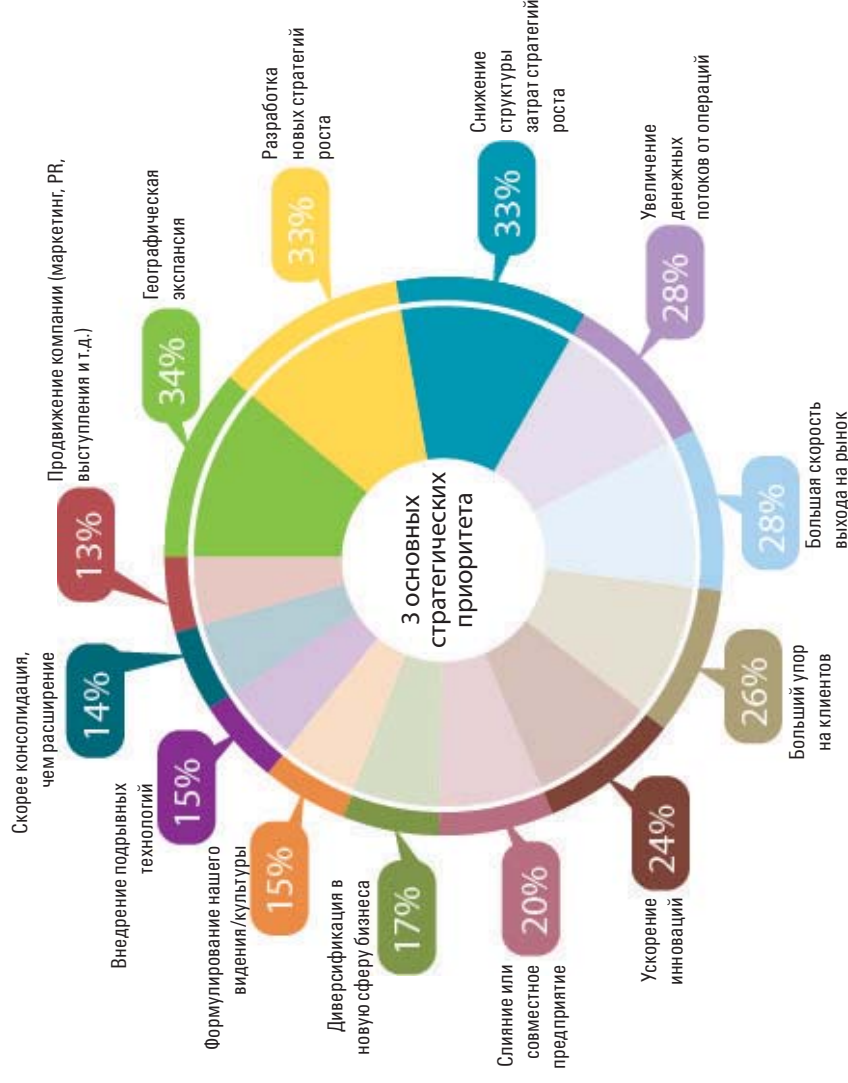 3 основных
стратегических
приоритета
34%
Географическая
экспансия
33%
Разработка
новых стратегий
роста
33%
Снижение
структуры
затрат стратегий
роста
28%
Увеличение
денежных
потоков от операций
28%
Большая скорость
выхода на рынок
26%
Больший упор
на клиентов
24%
Ускорение
инноваций
20%
Слияние или
совместное
предприятие
17%
Диверсификация в
новую сферу бизнеса
15%
Формулирование нашего
видения/культуры
15%
Внедрение подрывных
технологий
14%
Скорее консолидация,
чем расширение
13%
Продвижение компании (маркетинг, PR,
выступления и т.д.)